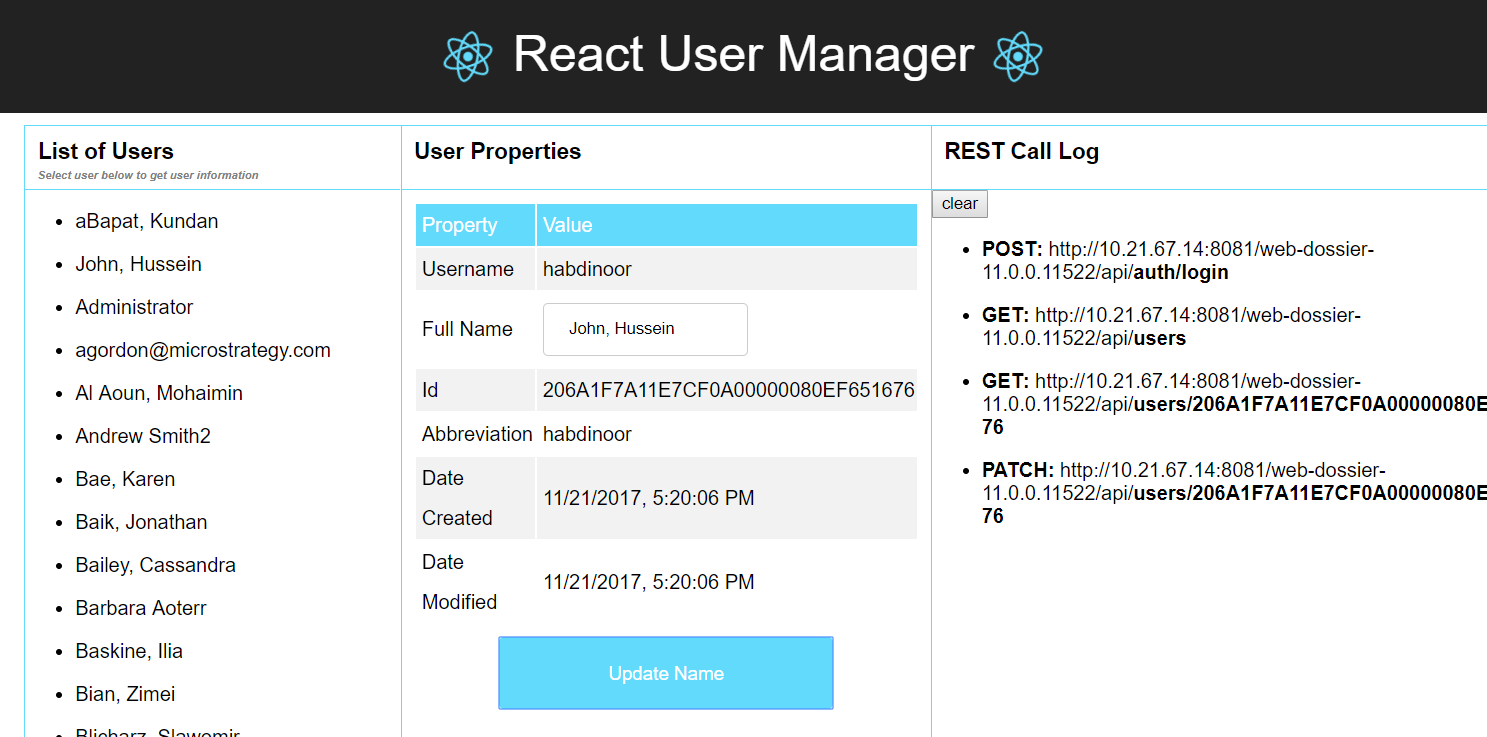 React User Manager
List of Users
Select user below to get user information
aBapat, Kundan
John, Hussein
Administrator
agordon@microstrategy.com
Al Aoun, Mohaimin
Andrew Smith2
Bae, Karen
Baik, Jonathan
Bailey, Cassandra
Barbara Aoterr
Baskine, Ilia
Bian, Zimei
Blicharz, Slawomir
User Properties
Property Value
Username habdinoor
Full Name John, Hussein
Id 206A1F7A11E7CF0A00000080EF651676
Abbreviation habdinoor
Date
Created
11/21/2017, 5:20:06 PM
Date
Modified
11/21/2017, 5:20:06 PM
Update Name
REST Call Log
clear
POST: http://10.21.67.14:8081/web-dossier-
11.0.0.11522/api/auth/login
GET: http://10.21.67.14:8081/web-dossier-
11.0.0.11522/api/users
GET: http://10.21.67.14:8081/web-dossier-
11.0.0.11522/api/users/206A1F7A11E7CF0A00000080E
76
PATCH: http://10.21.67.14:8081/web-dossier-
11.0.0.11522/api/users/206A1F7A11E7CF0A00000080E
76